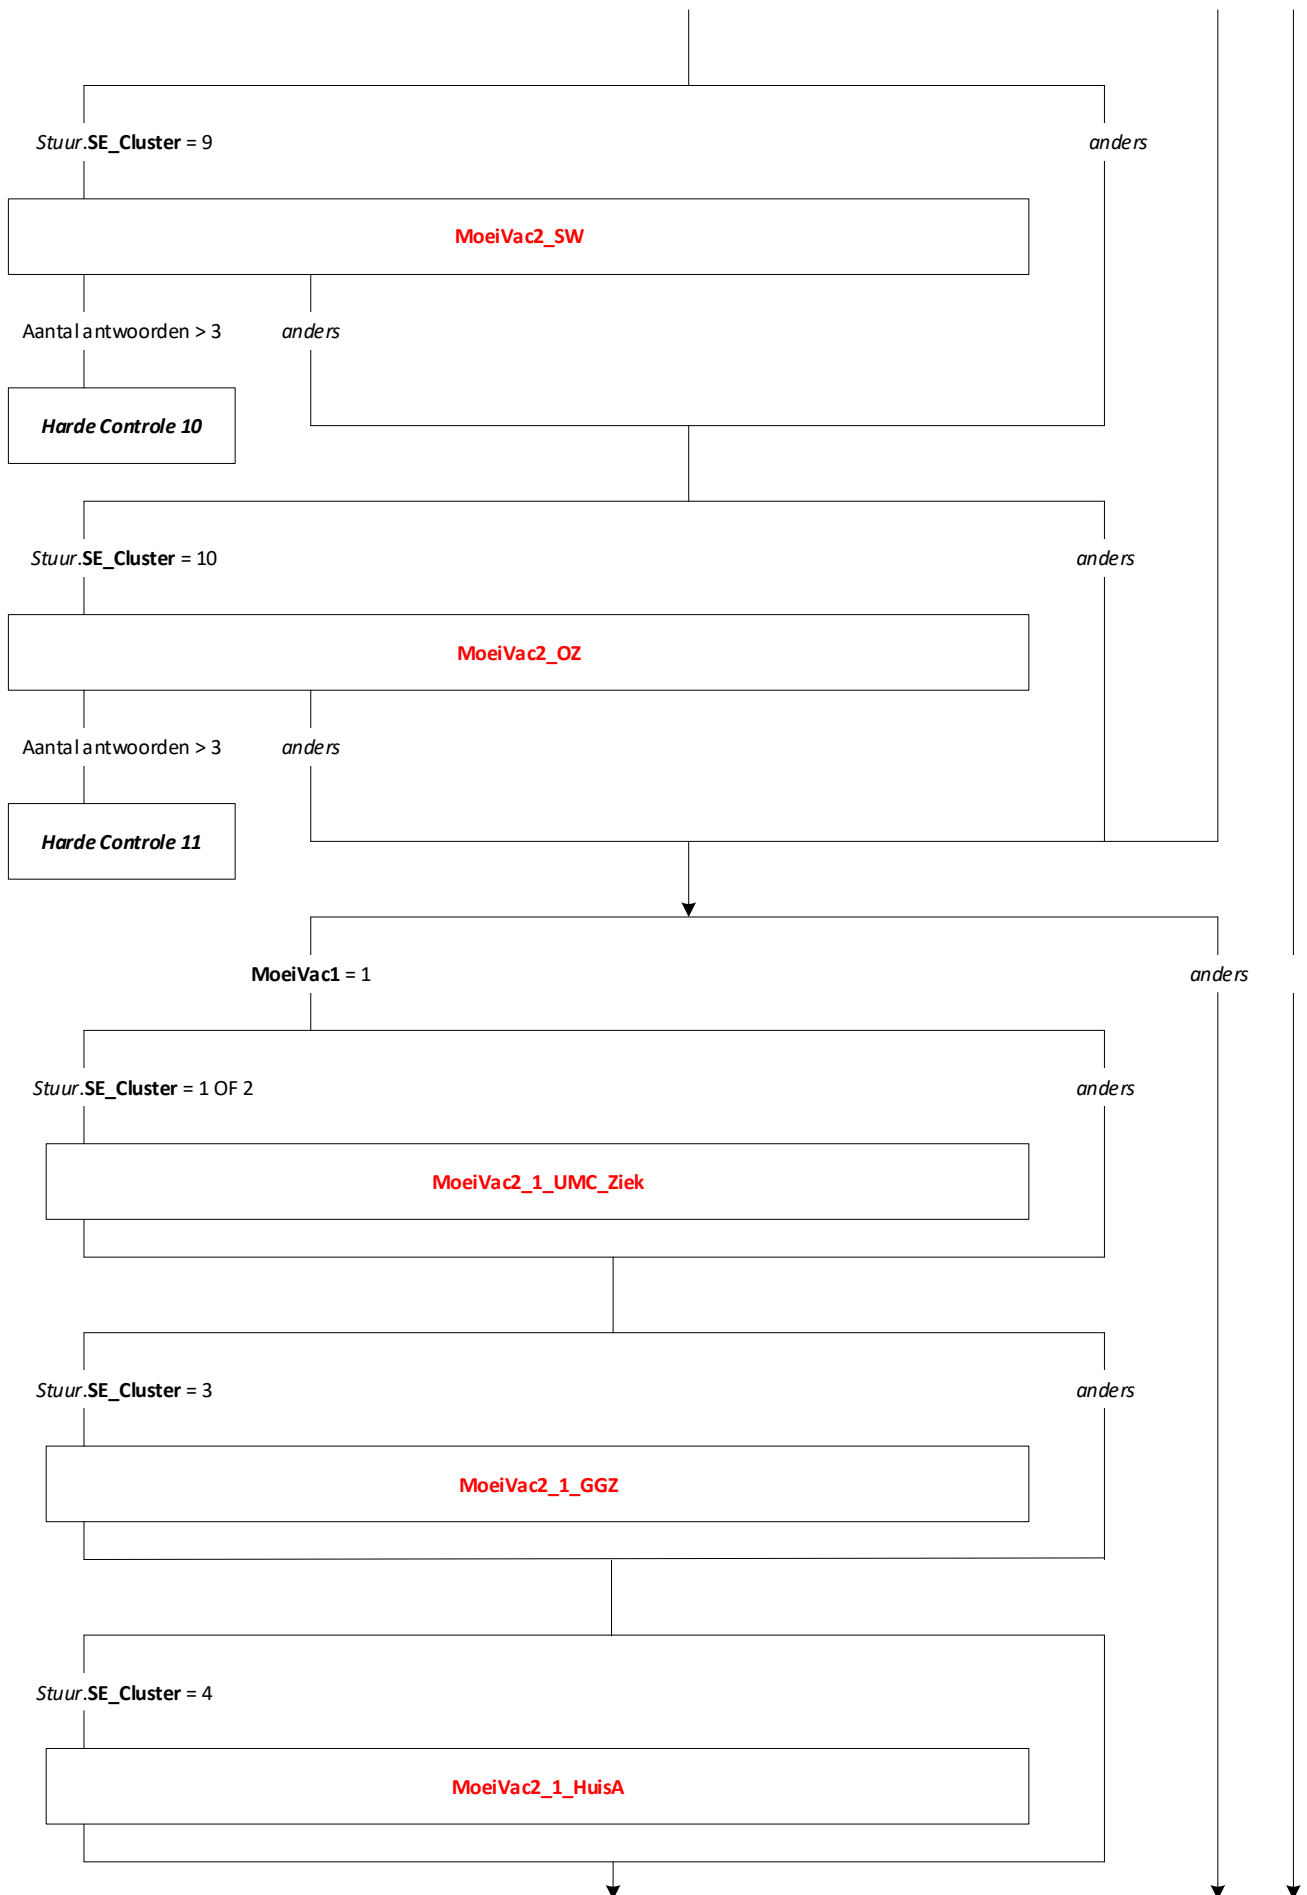 Stuur.SE_Cluster = 9 anders
MoeiVac2_SW
Aantal antwoorden > 3 anders
Harde Controle 10
Stuur.SE_Cluster = 10 anders
MoeiVac2_OZ
Aantal antwoorden > 3 anders
Harde Controle 11
MoeiVac1 = 1 anders
Stuur.SE_Cluster = 1 OF 2 anders
MoeiVac2_1_UMC_Ziek
Stuur.SE_Cluster = 3 anders
MoeiVac2_1_GGZ
Stuur.SE_Cluster = 4
MoeiVac2_1_HuisA